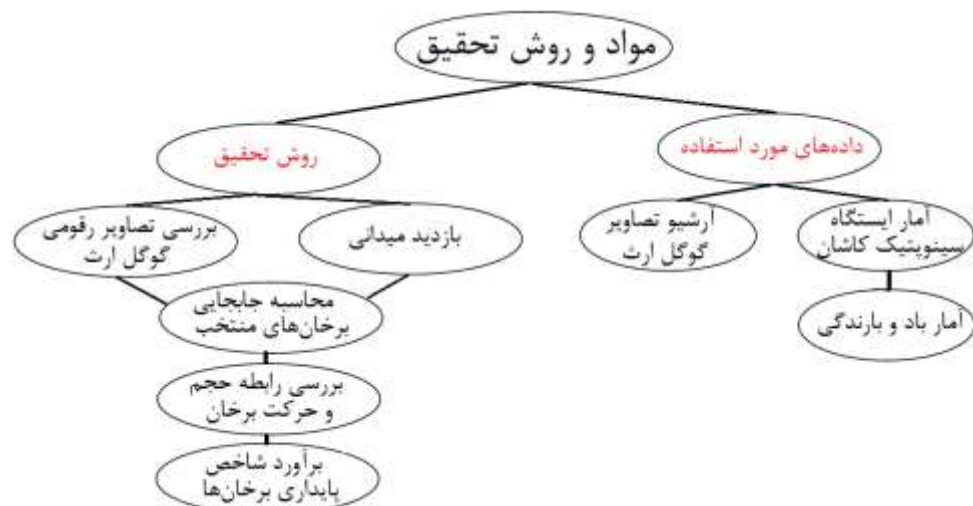 مواد و روش تحقیق
داده‌های مورد استفاده
روش تحقیق
آمار ایستگاه
سینوپتیک کاشان
آرشیو تصاویر
گوگل ارث
بازدید میدانی
بررسی تصاویر رقومی
گوگل ارث
آمار باد و بارندگی
محاسبه جابجایی
برخان‌های منتخب
بررسی رابطه حجم
و حرکت برخان
برآورد شاخص
پایداری برخان‌ها